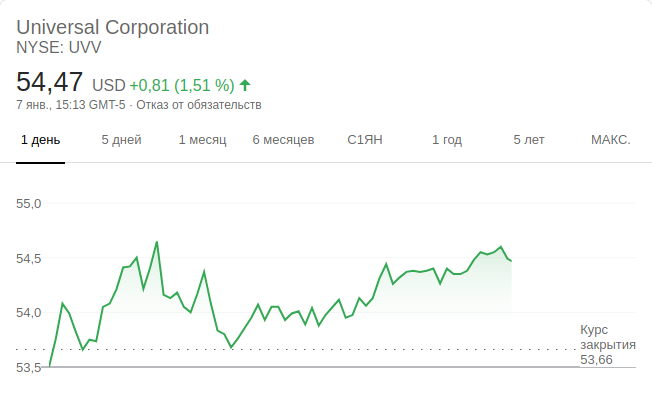 Universal Corporation
NYSE: UVV
54,47 USD +0,81 (1,51 %)
7 янв., 15:13 GMT-5 · Отказ от обязательств
1 день 5 дней 1 месяц 6 месяцев С1ЯН 1 год 5 лет МАКС.
55,0
54,5
54,0
53,5
Курс
закрытия
53,66